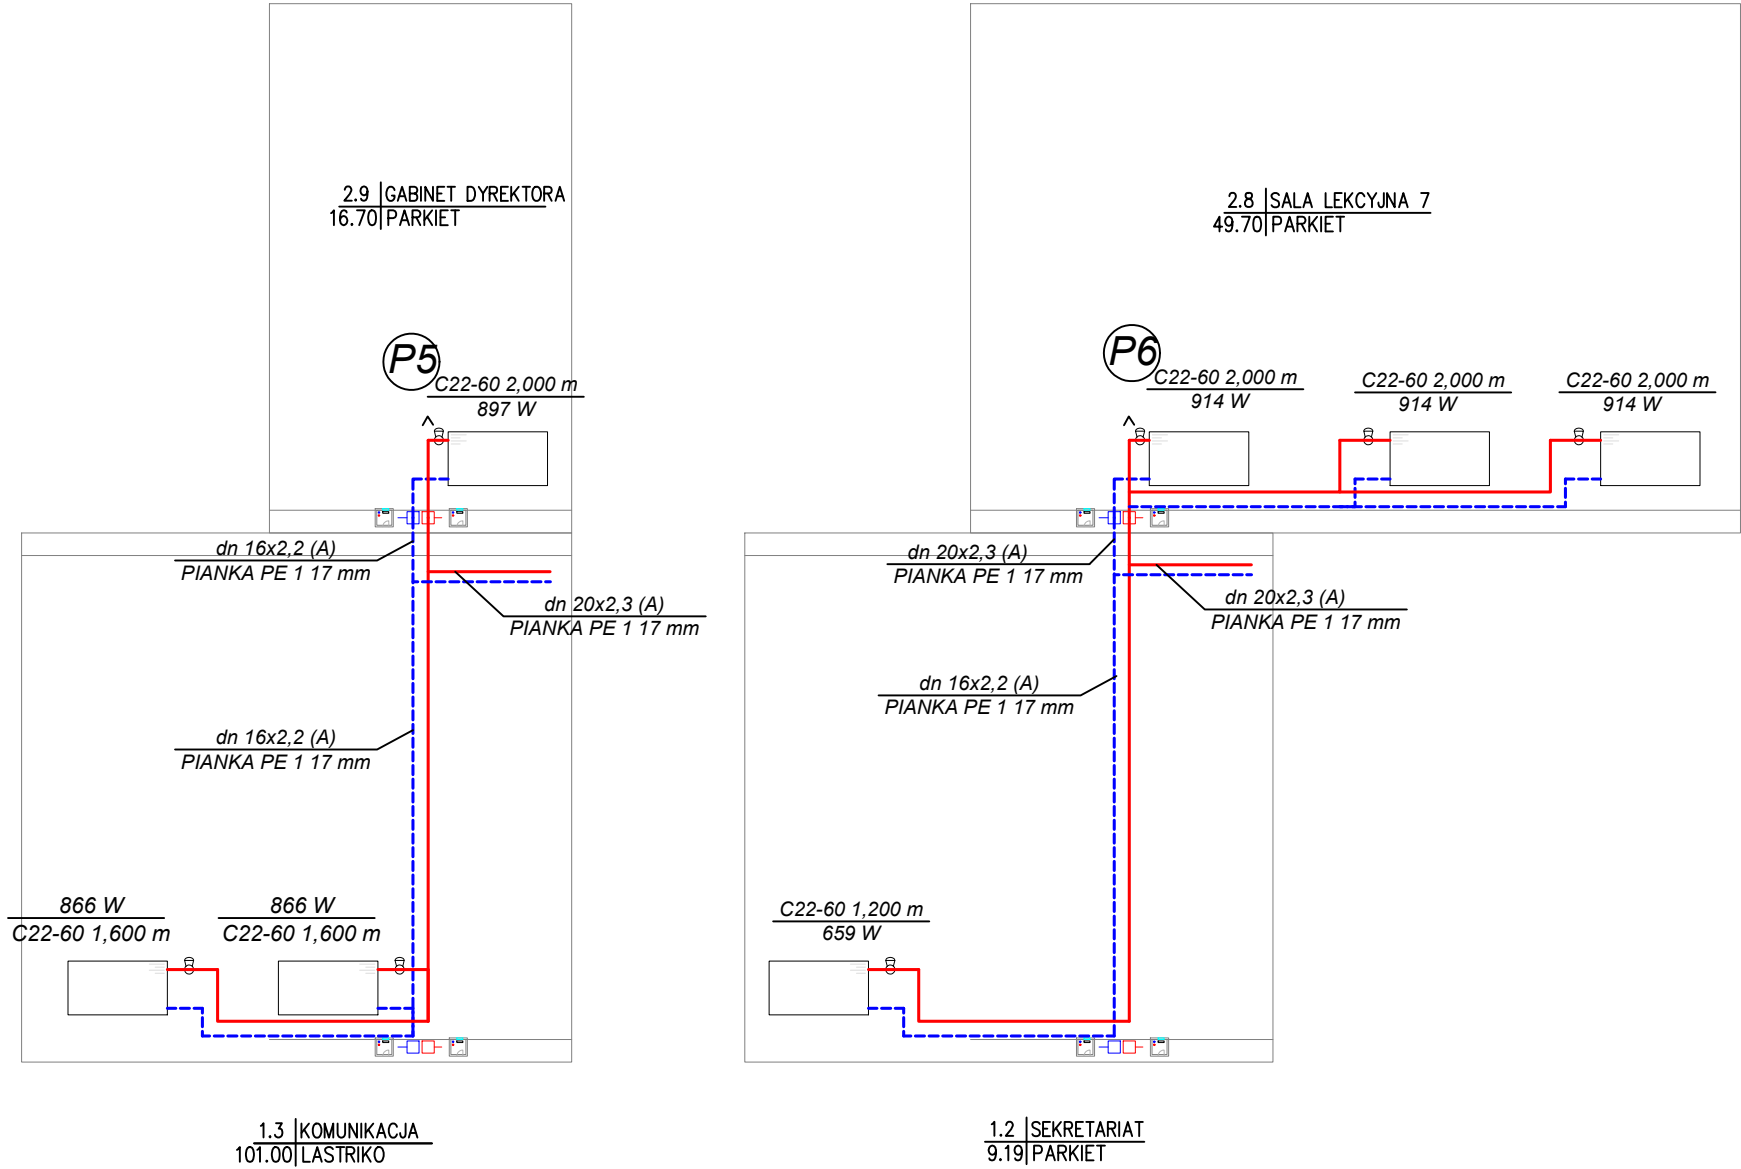 2.9 GABINET DYREKTORA
16.70 PARKIET
P5
C22-60 2,000 m
897 W
dn 16x2,2 (A)
PIANKA PE 1 17 mm
dn 20x2,3 (A)
PIANKA PE 1 17 mm
dn 16x2,2 (A)
PIANKA PE 1 17 mm
866 W
C22-60 1,600 m
866 W
C22-60 1,600 m
1.3 KOMUNIKACJA
101.00 LASTRIKO
2.8 SALA LEKCYJNA 7
49.70 PARKIET
P6
C22-60 2,000 m
914 W
C22-60 2,000 m
914 W
C22-60 2,000 m
914 W
dn 20x2,3 (A)
PIANKA PE 1 17 mm
dn 20x2,3 (A)
PIANKA PE 1 17 mm
dn 16x2,2 (A)
PIANKA PE 1 17 mm
C22-60 1,200 m
659 W
1.2 SEKRETARIAT
9.19 PARKIET